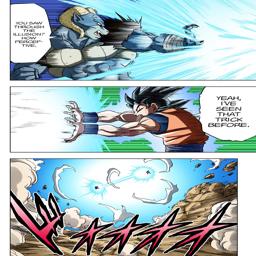 YOU SAW
THROUGH
THE
ILLUSION?
HOW
PERCEP-
TIVE.
YEAH,
I'VE
SEEN
THAT
TRICK
BEFORE.